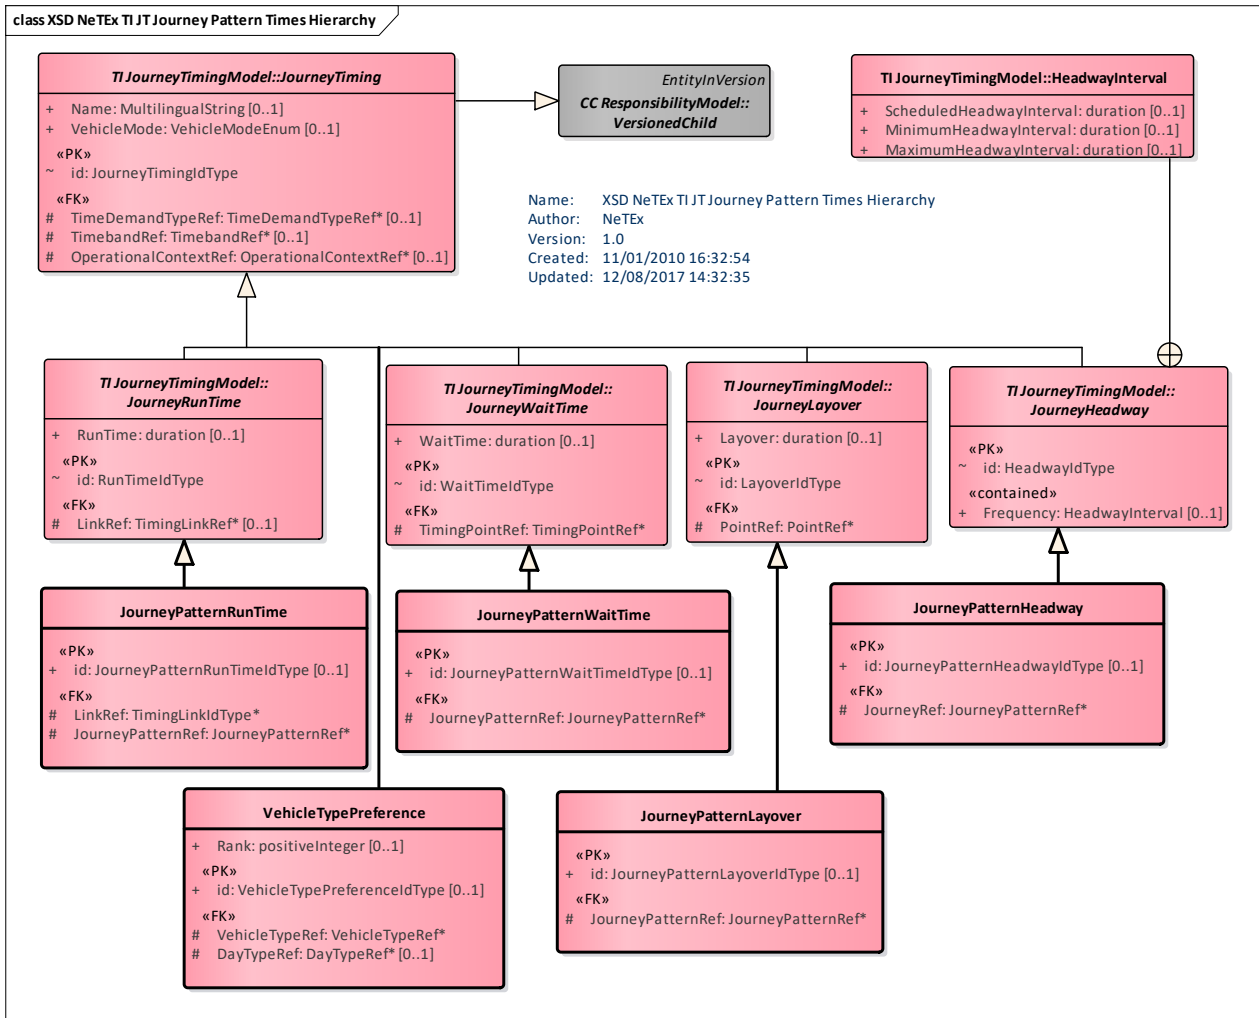 class XSD NeTEx TI JT Journey Pattern Times Hierarchy
TI JourneyTimingModel::JourneyTiming
+ Name: MultilingualString [0..1]
+ VehicleMode: VehicleModeEnum [0..1]
«PK»
~ id: JourneyTimingIdType
«FK»
# TimeDemandTypeRef: TimeDemandTypeRef* [0..1]
# TimebandRef: TimebandRef* [0..1]
# OperationalContextRef: OperationalContextRef* [0..1]
EntityInVersion
CC ResponsibilityModel::
VersionedChild
TI JourneyTimingModel::HeadwayInterval
+ ScheduledHeadwayInterval: duration [0..1]
+ MinimumHeadwayInterval: duration [0..1]
+ MaximumHeadwayInterval: duration [0..1]
Name: XSD NeTEx TI JT Journey Pattern Times Hierarchy
Author: NeTEx
Version: 1.0
Created: 11/01/2010 16:32:54
Updated: 12/08/2017 14:32:35
TI JourneyTimingModel::
JourneyRunTime
+ RunTime: duration [0..1]
«PK»
~ id: RunTimeIdType
«FK»
# LinkRef: TimingLinkRef* [0..1]
TI JourneyTimingModel::
JourneyWaitTime
+ WaitTime: duration [0..1]
«PK»
~ id: WaitTimeIdType
«FK»
# TimingPointRef: TimingPointRef*
TI JourneyTimingModel::
JourneyLayover
+ Layover: duration [0..1]
«PK»
~ id: LayoverIdType
«FK»
# PointRef: PointRef*
TI JourneyTimingModel::
JourneyHeadway
«PK»
~ id: HeadwayIdType
«contained»
+ Frequency: HeadwayInterval [0..1]
JourneyPatternRunTime
«PK»
+ id: JourneyPatternRunTimeIdType [0..1]
«FK»
# LinkRef: TimingLinkIdType*
# JourneyPatternRef: JourneyPatternRef*
JourneyPatternWaitTime
«PK»
+ id: JourneyPatternWaitTimeIdType [0..1]
«FK»
# JourneyPatternRef: JourneyPatternRef*
JourneyPatternHeadway
«PK»
+ id: JourneyPatternHeadwayIdType [0..1]
«FK»
# JourneyRef: JourneyPatternRef*
VehicleTypePreference
+ Rank: positiveInteger [0..1]
«PK»
+ id: VehicleTypePreferenceIdType [0..1]
«FK»
# VehicleTypeRef: VehicleTypeRef*
# DayTypeRef: DayTypeRef* [0..1]
JourneyPatternLayover
«PK»
+ id: JourneyPatternLayoverIdType [0..1]
«FK»
# JourneyPatternRef: JourneyPatternRef*